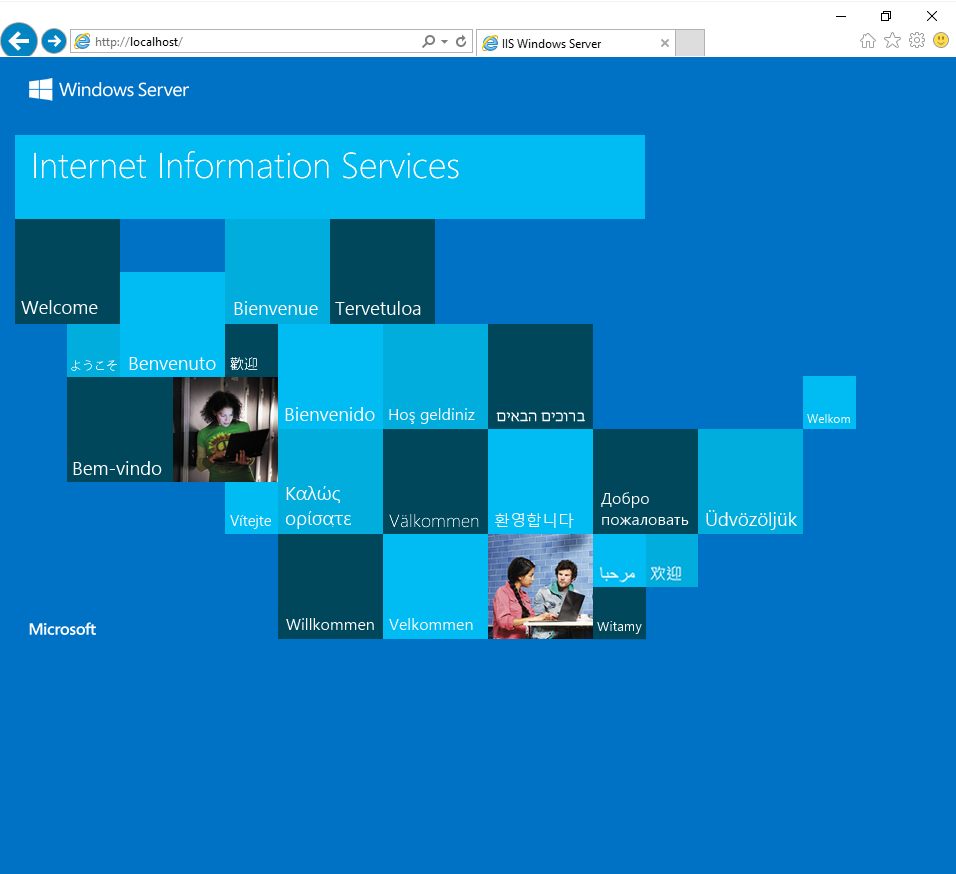 http://localhost/
IIS Windows Server
Windows Server
Internet Information Services
Welcome
Bienvenue
Tervetuloa
ようこそ
Benvenuto
歡迎
Bienvenido
Hoş geldiniz
ברוכים הבאים
Welkom
Bem-vindo
Vítejte
Καλώς
ορίσατε
Välkommen
환영합니다
Добро
пожаловать
Üdvözöljük
Willkommen
Velkommen
مرحبا
欢迎
Witamy
Microsoft